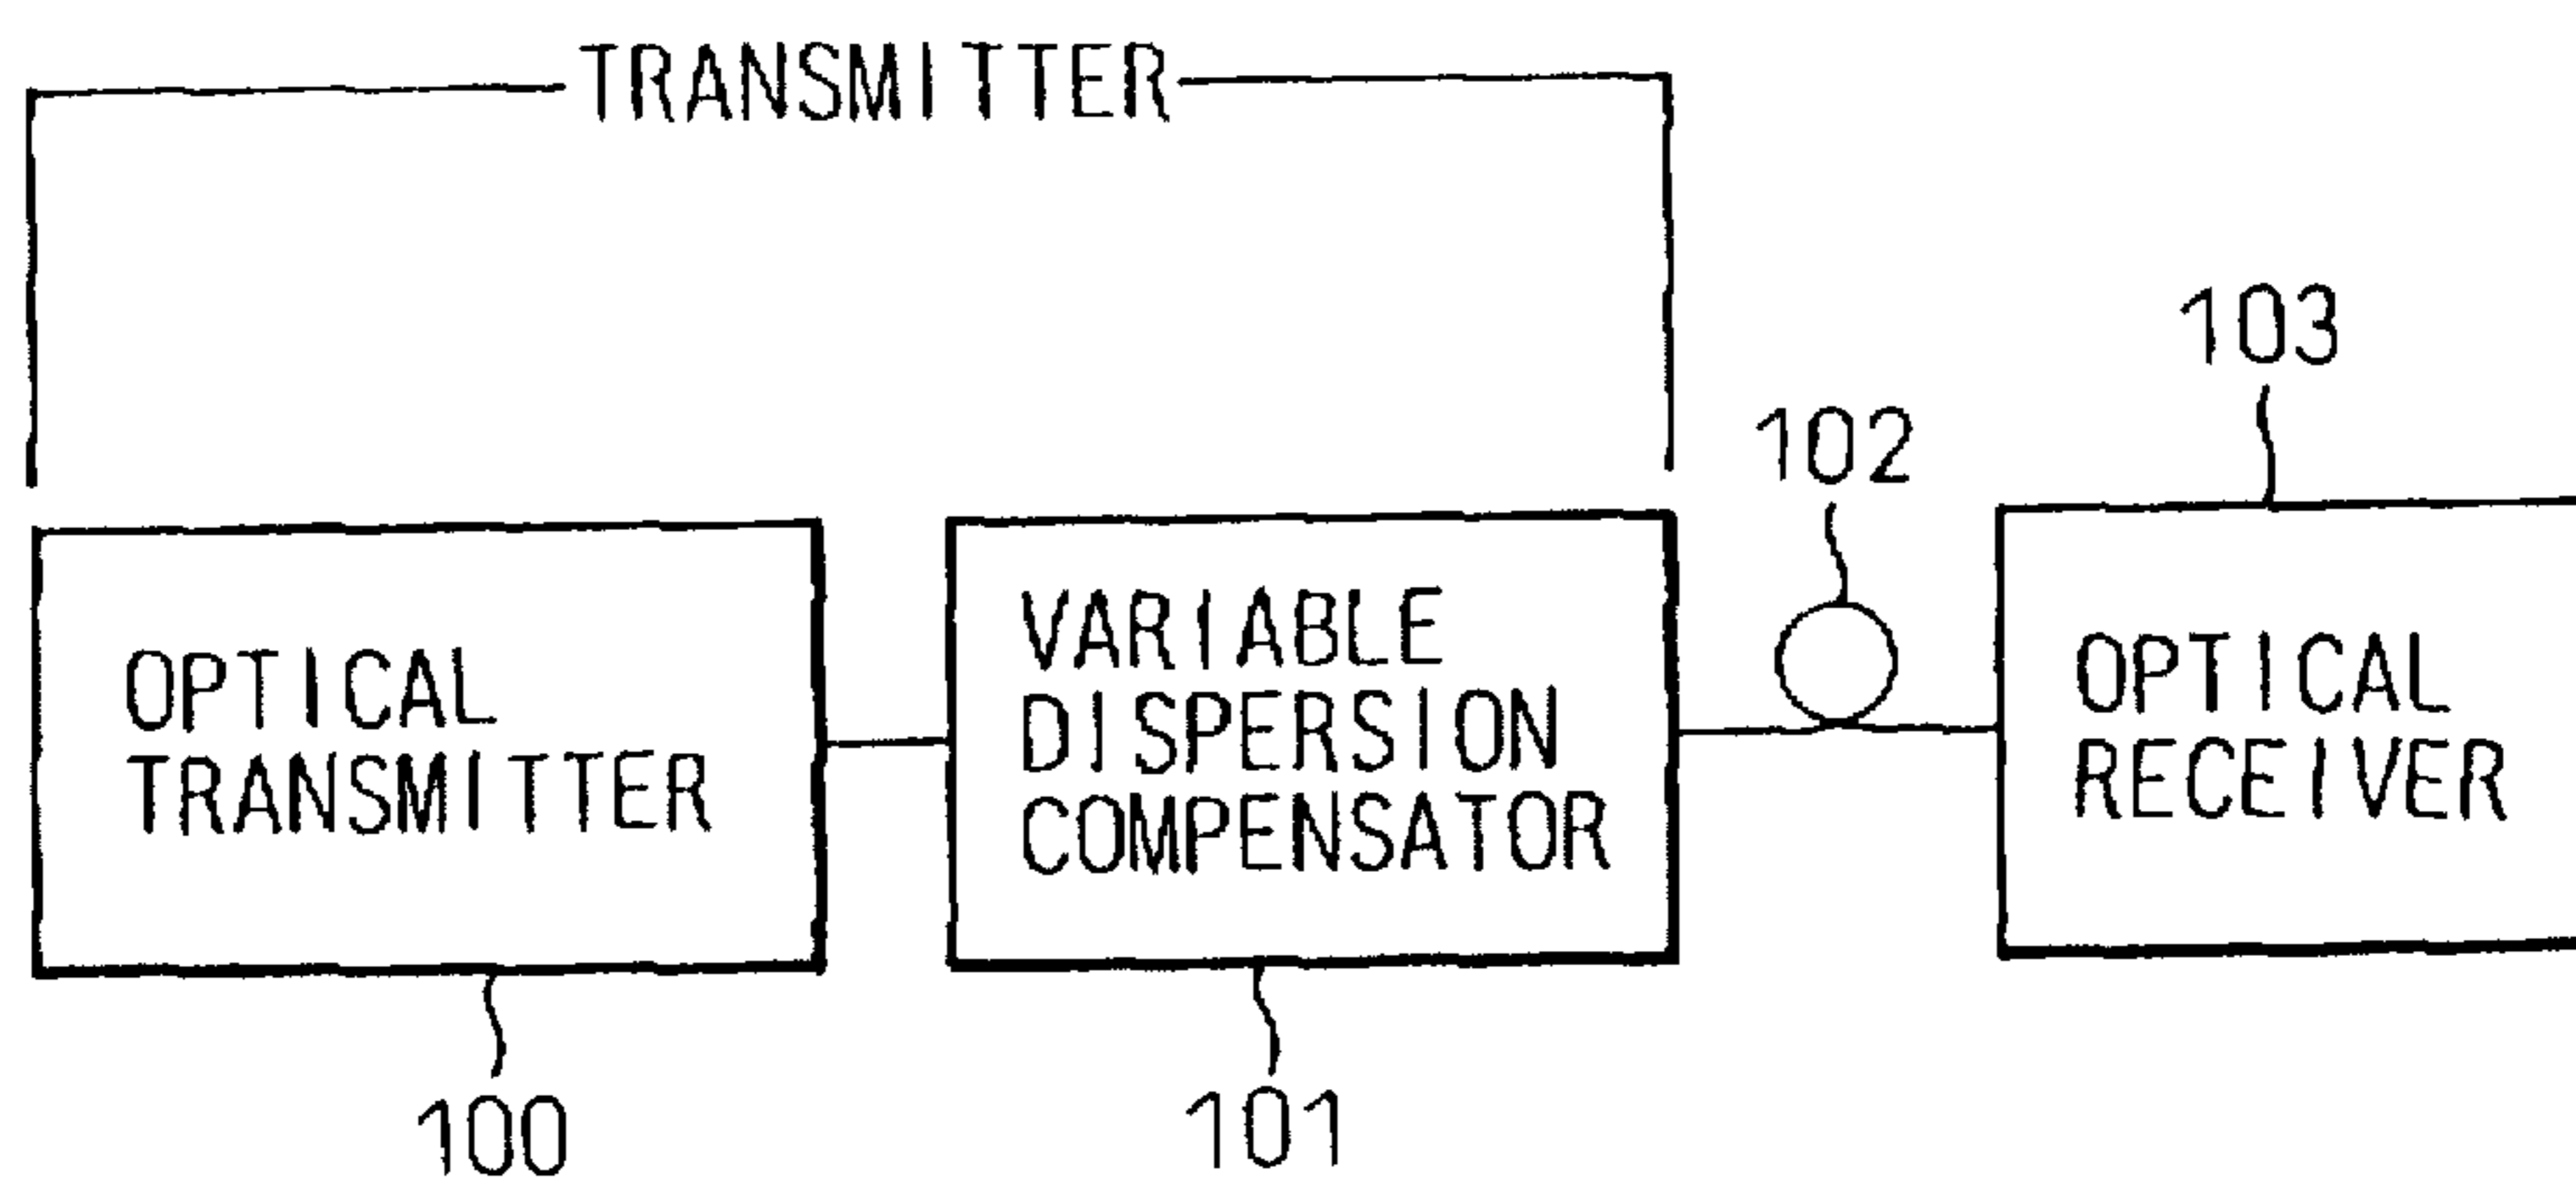 TRANSMITTER
103
102
OPTICAL
TRANSMITTER
VARIABLE
DISPERSION
COMPENSATOR
OPTICAL
RECEIVER
100
101